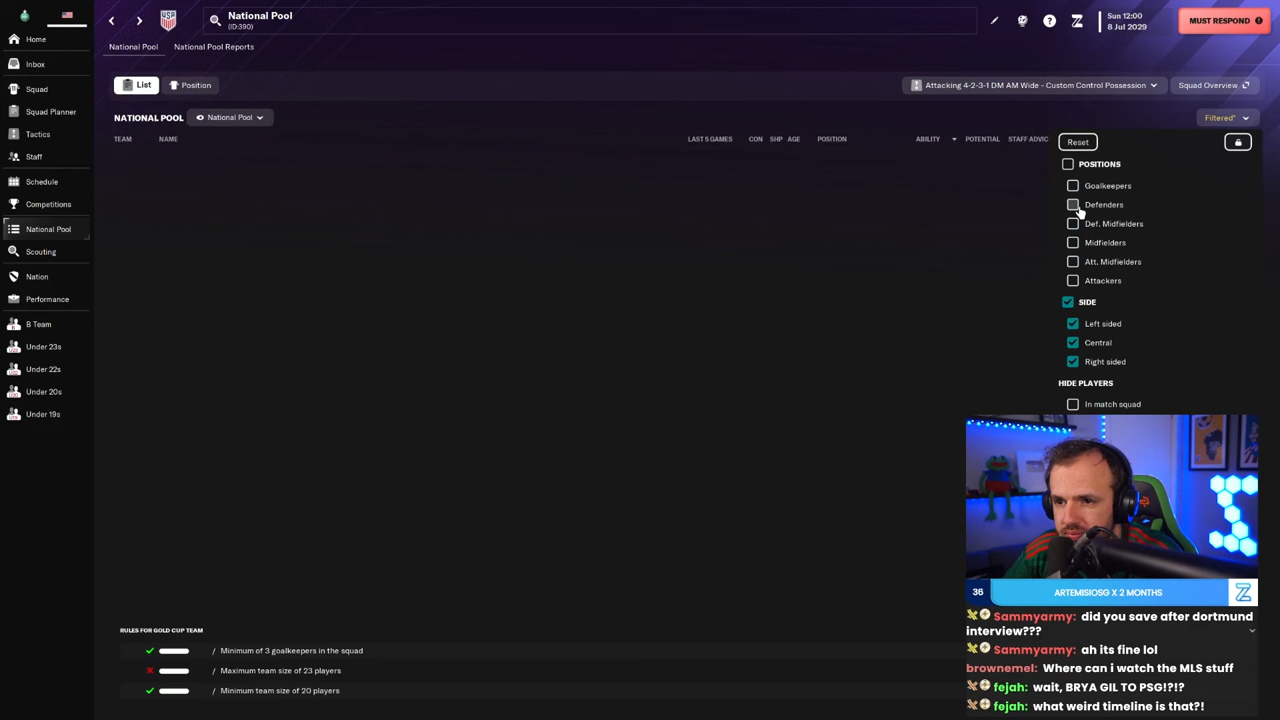 National Pool
(ID:390)
Sun 12:00
8 Jul 2029
MUST RESPOND
Home
Inbox
Squad
Squad Planner
Tactics
Staff
Schedule
Competitions
National Pool
Scouting
Nation
Performance
B Team
Under 23s
Under 22s
Under 20s
Under 19s
National Pool
National Pool Reports
List
Position
Attacking 4-2-3-1 DM AM Wide - Custom Control Possession
Squad Overview
NATIONAL POOL
National Pool
Filtered*
TEAM NAME LAST 5 GAMES CON SHP AGE POSITION ABILITY POTENTIAL STAFF ADVIC
Reset
POSITIONS
Goalkeepers
Defenders
Def. Midfielders
Midfielders
Att. Midfielders
Attackers
SIDE
Left sided
Central
Right sided
HIDE PLAYERS
In match squad
RULES FOR GOLD CUP TEAM
/ Minimum of 3 goalkeepers in the squad
/ Maximum team size of 23 players
/ Minimum team size of 20 players
36 ARTEMISIOSG X 2 MONTHS
Sammyarmy: did you save after dortmund
interview???
Sammyarmy: ah its fine lol
brownemel: Where can i watch the MLS stuff
fejah: wait, BRYA GIL TO PSG!?!?
fejah: what weird timeline is that?!